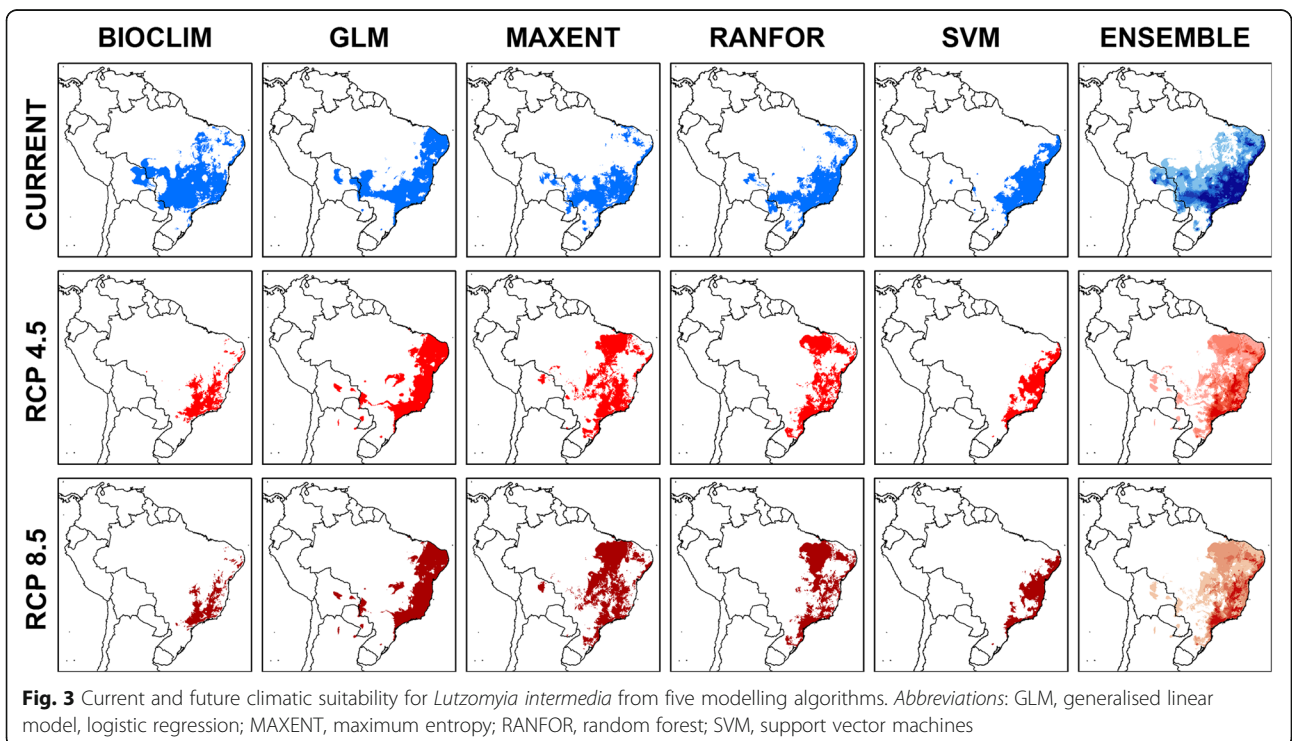 BIOCLIM GLM MAXENT RANFOR SVM ENSEMBLE
CURRENT
RCP 4.5
RCP 8.5
Fig. 3 Current and future climatic suitability for Lutzomyia intermedia from five modelling algorithms. Abbreviations: GLM, generalised linear
model, logistic regression; MAXENT, maximum entropy; RANFOR, random forest; SVM, support vector machines